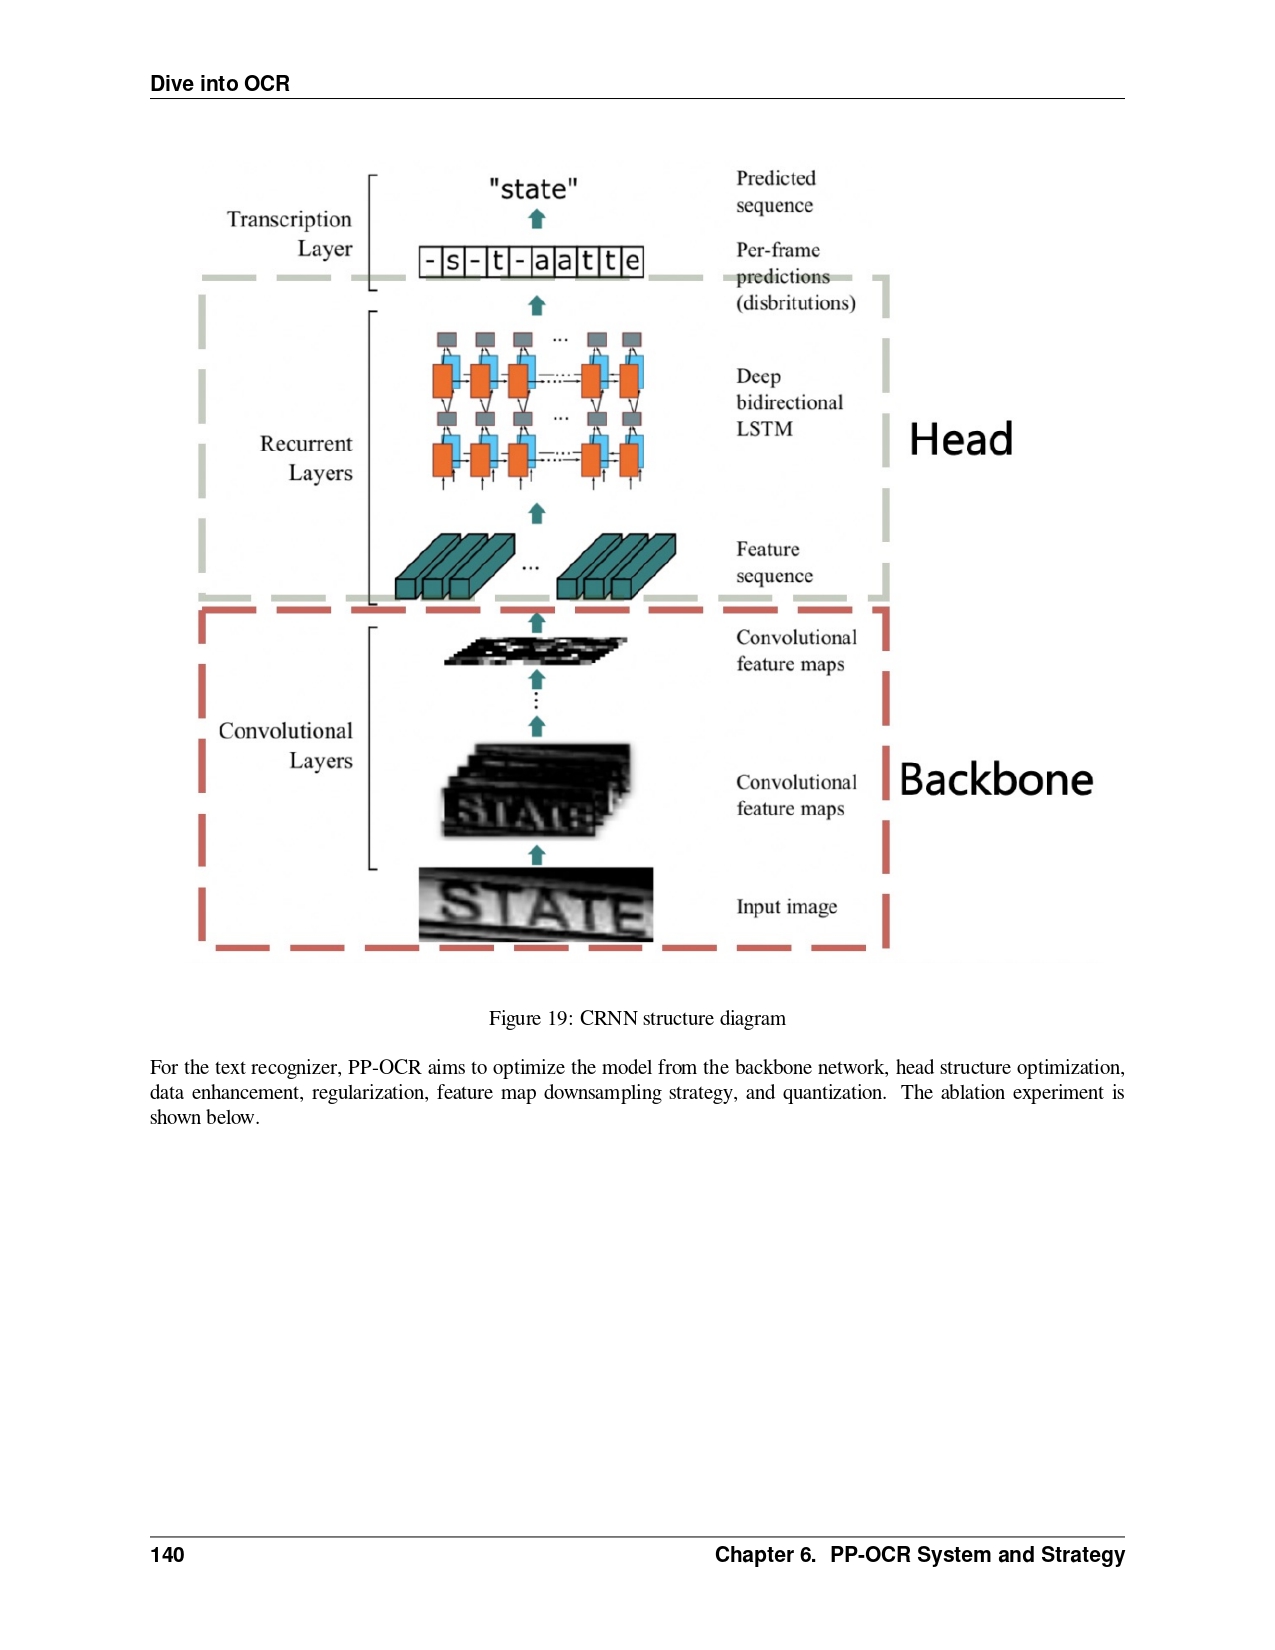 Dive into OCR
Transcription
Layer
"state"
Predicted
sequence
-s-t-aatte
Per-frame
predictions
(disbritutions)
Recurrent
Layers
...
...
Deep
bidirectional
LSTM
Head
...
Feature
sequence
Convolutional
Layers
Convolutional
feature maps
STATE
Convolutional
feature maps
Backbone
STATE
Input image
Figure 19: CRNN structure diagram
For the text recognizer, PP-OCR aims to optimize the model from the backbone network, head structure optimization,
data enhancement, regularization, feature map downsampling strategy, and quantization. The ablation experiment is
shown below.
140
Chapter 6. PP-OCR System and Strategy